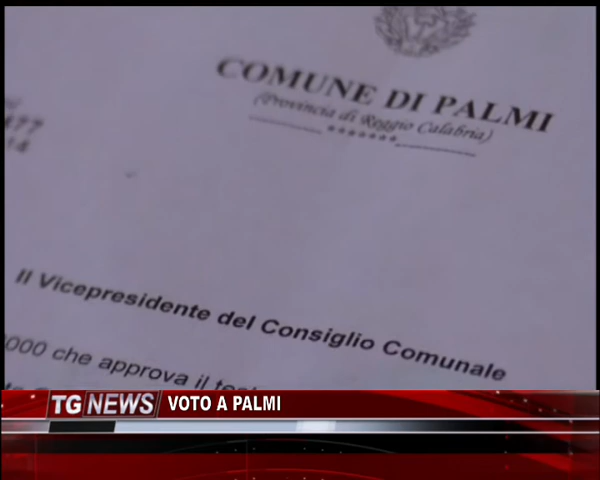 COMUNE DI PALMI
(Provincia di Reggio Calabria)
*******
Il Vicepresidente del Consiglio Comunale
che approva il
TG NEWS VOTO A PALMI